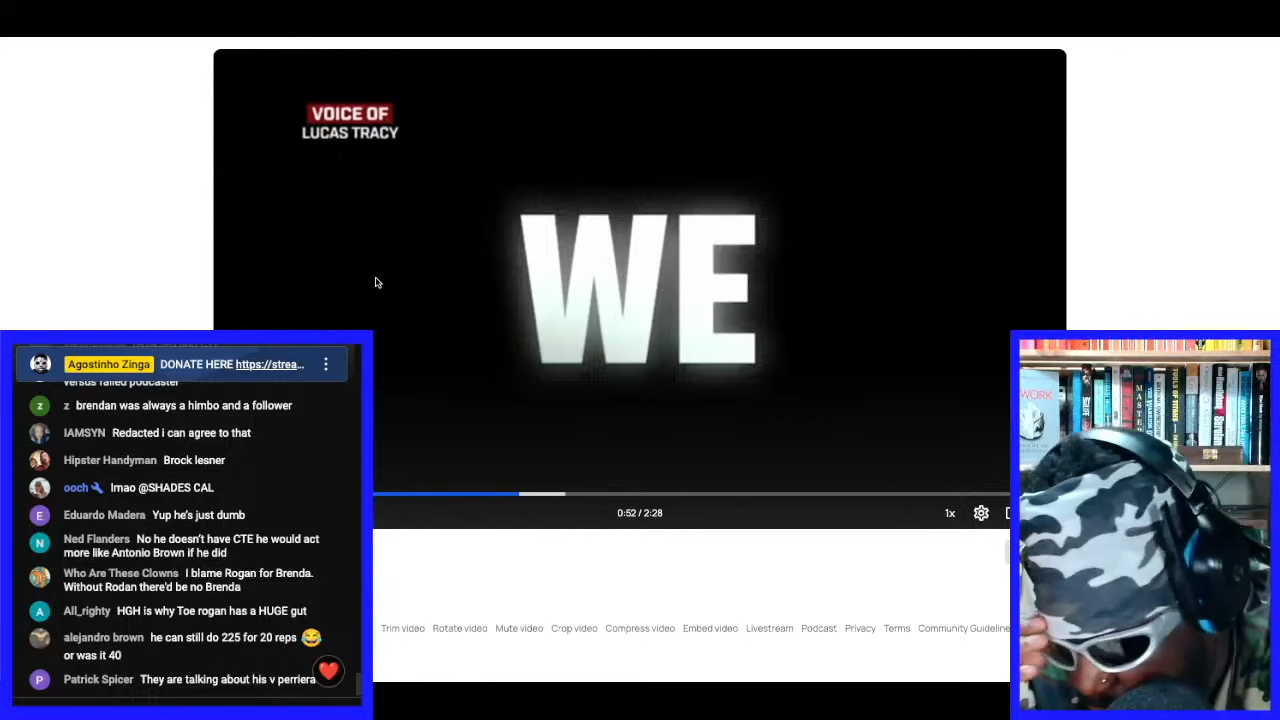 VOICE OF
LUCAS TRACY
WE
0:52 / 2:28
1x
Agostinho Zinga DONATE HERE https://strea...
versus failed podcaster
z brendan was always a himbo and a follower
IAMSYN Redacted i can agree to that
Hipster Handyman Brock lesner
ooch lmao @SHADES CAL
Eduardo Madera Yup he's just dumb
Ned Flanders No he doesn't have CTE he would act
more like Antonio Brown if he did
Who Are These Clowns I blame Rogan for Brenda.
Without Rodan there'd be no Brenda
All_righty HGH is why Toe rogan has a HUGE gut
alejandro brown he can still do 225 for 20 reps 😂
or was it 40
Patrick Spicer They are talking about his v perriera
Trim video Rotate video Mute video Crop video Compress video Embed video Livestream Podcast Privacy Terms Community Guideline
WORK
TOOLS OF TITANS